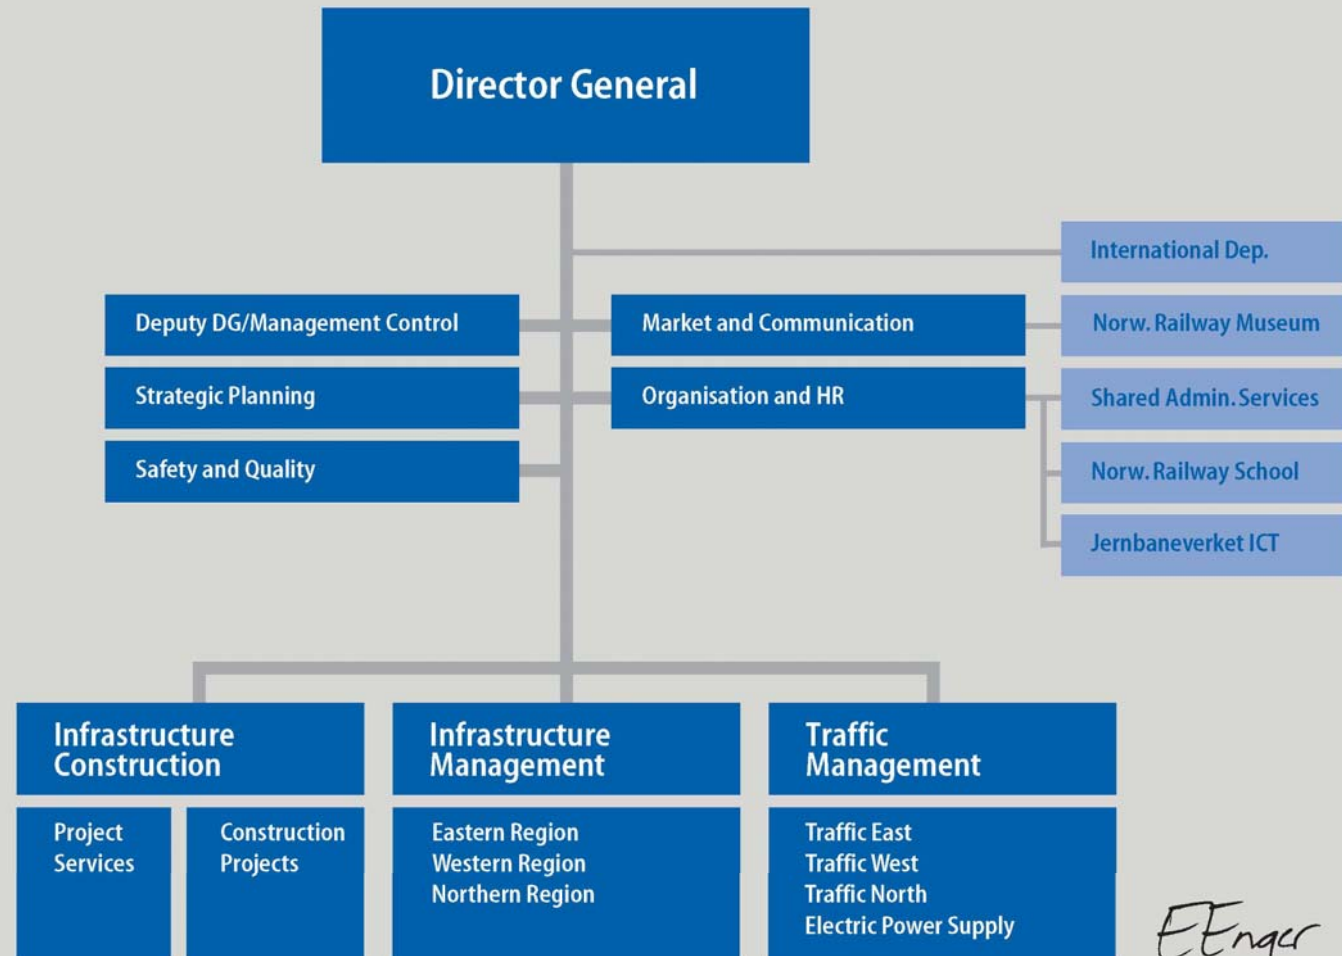 Director General
International Dep.
Deputy DG/Management Control
Market and Communication
Norw. Railway Museum
Strategic Planning
Organisation and HR
Shared Admin. Services
Safety and Quality
Norw. Railway School
Jernbaneverket ICT
Infrastructure
Construction
Infrastructure
Management
Traffic
Management
Project
Services
Construction
Projects
Eastern Region
Western Region
Northern Region
Traffic East
Traffic West
Traffic North
Electric Power Supply
EEnger